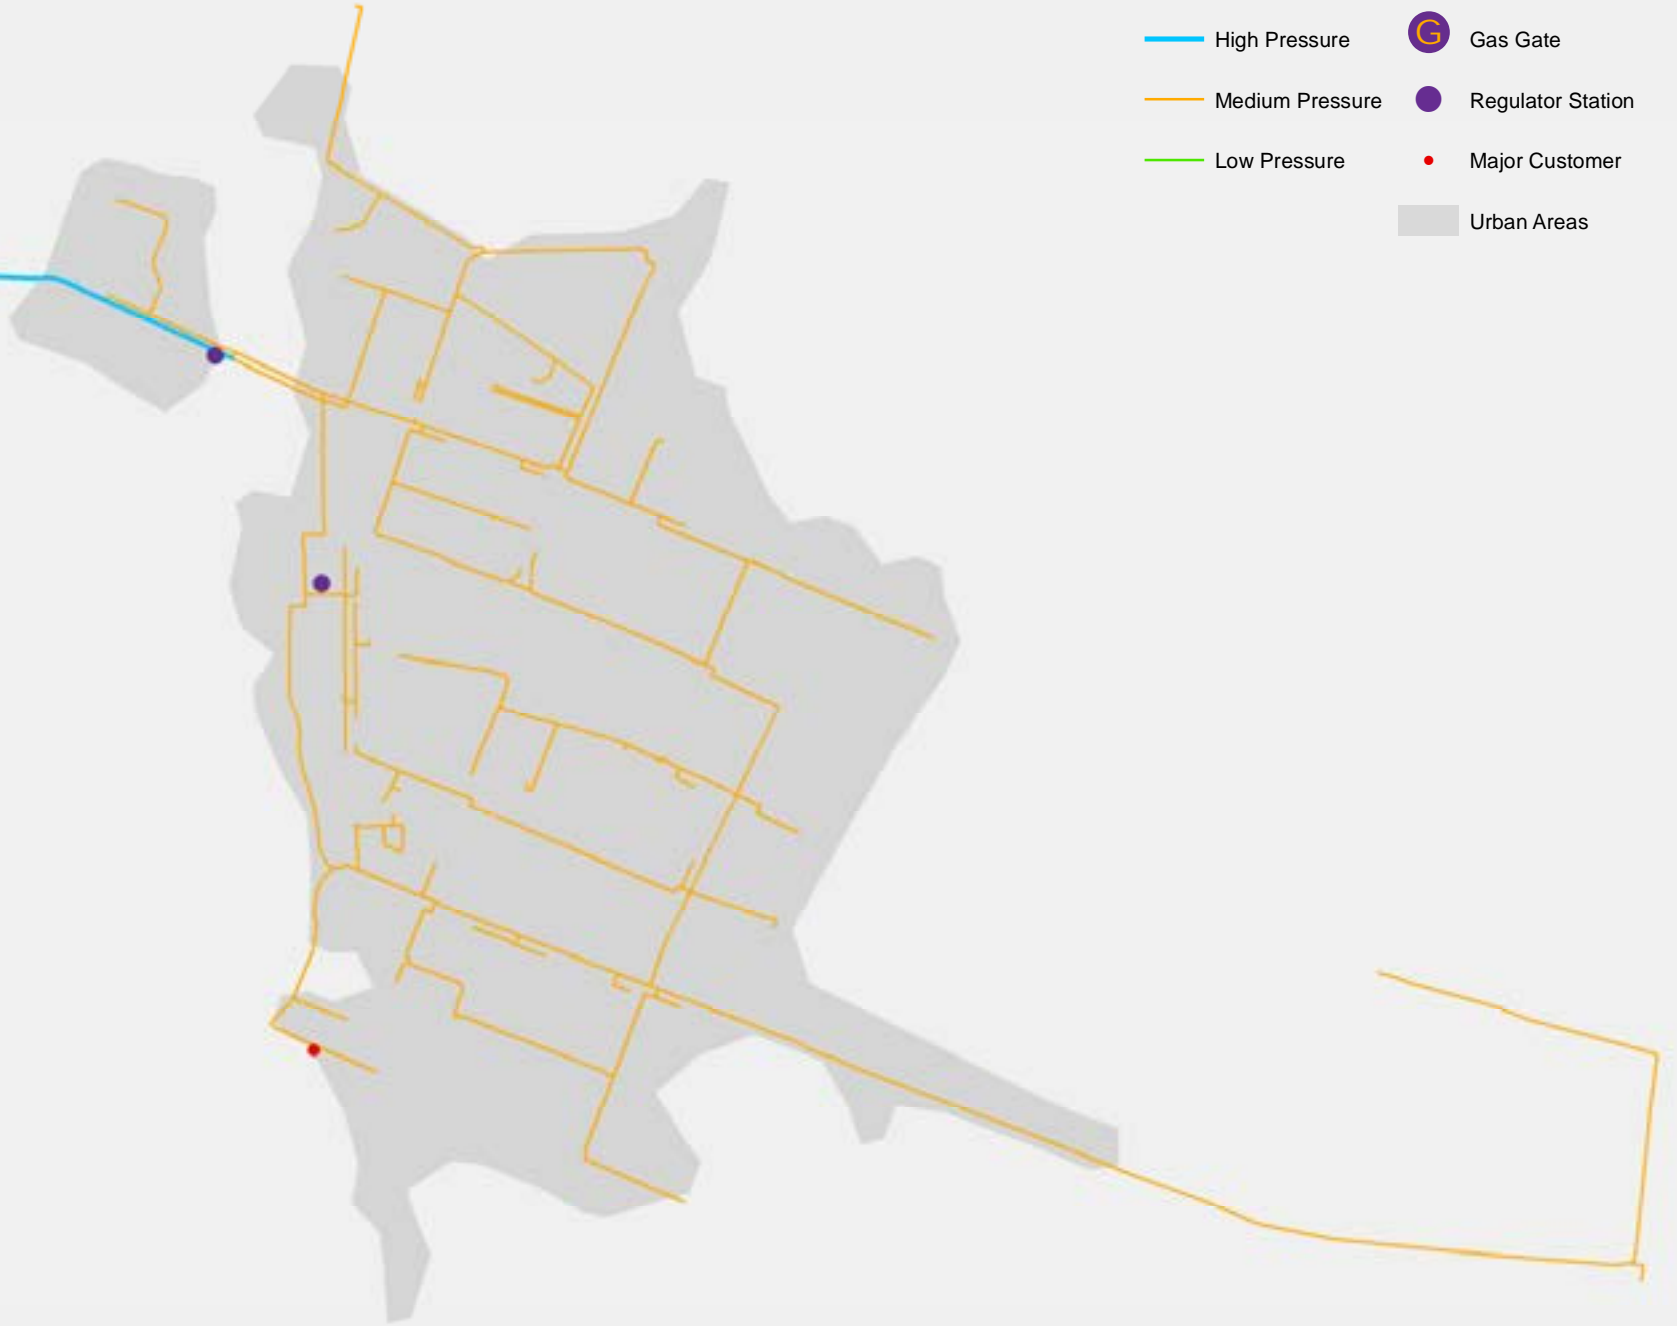 High Pressure
G Gas Gate
Medium Pressure
Regulator Station
Low Pressure
Major Customer
Urban Areas